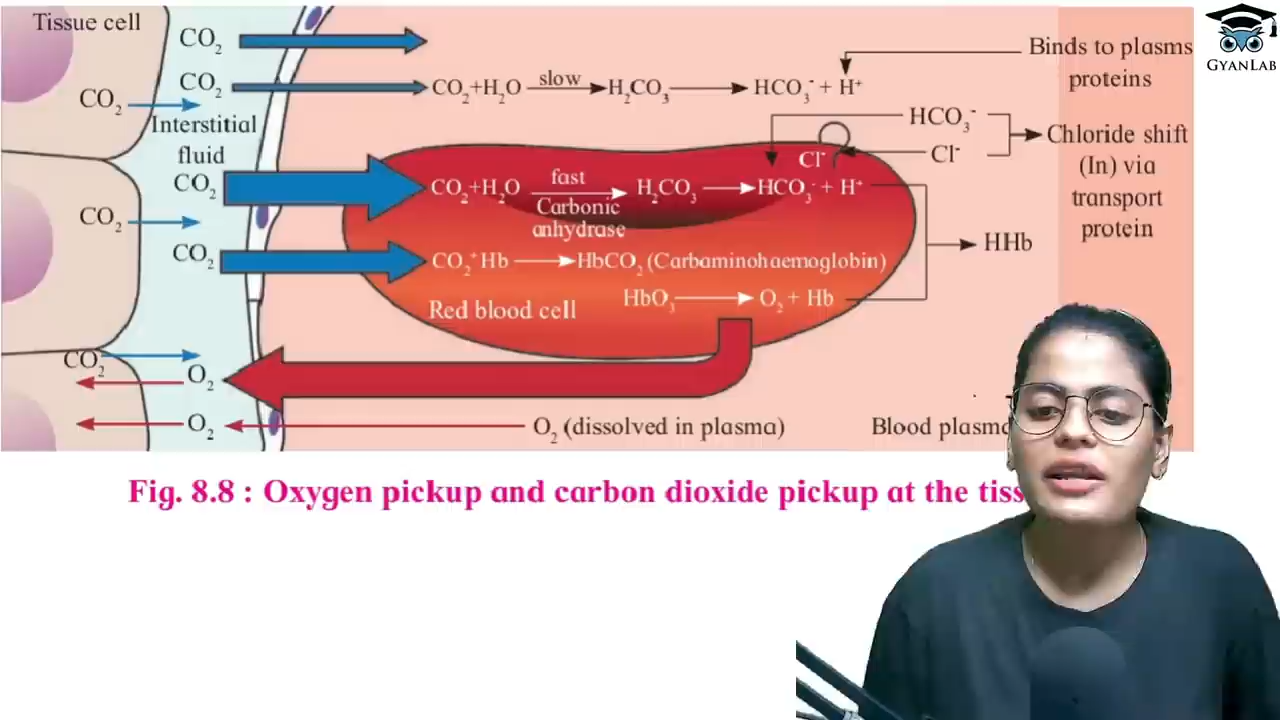 Tissue cell
CO₂
CO₂
CO₂
Interstitial
fluid
CO₂
CO₂
CO₂
CO₂
O₂
O₂
CO₂+H₂O slow H₂CO₃ HCO₃⁻ + H⁺
Binds to plasms
proteins
HCO₃⁻
Cl⁻
Cl⁻
Chloride shift
(In) via
transport
protein
CO₂+H₂O fast H₂CO₃ HCO₃⁻ + H⁺
Carbonic
anhydrase
HHb
CO₂⁺Hb HbCO₂ (Carbaminohaemoglobin)
HbO₃ O₂ + Hb
Red blood cell
O₂ (dissolved in plasma)
Blood plasma
Fig. 8.8 : Oxygen pickup and carbon dioxide pickup at the tiss
GYANLAB